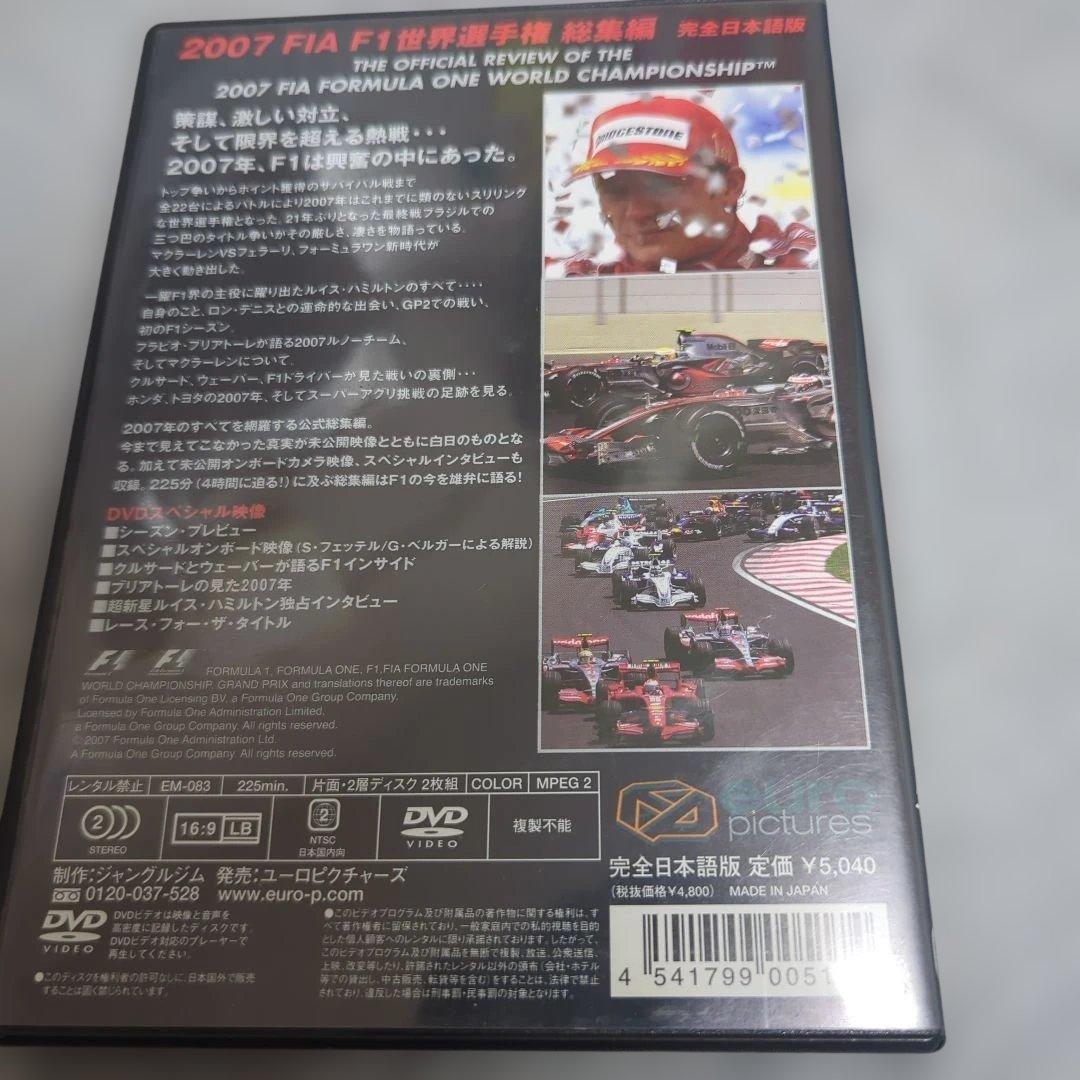 2007 FIA F1世界選手権 総集編 完全日本語版
THE OFFICIAL REVIEW OF THE
2007 FIA FORMULA ONE WORLD CHAMPIONSHIP™
策謀、激しい対立、
そして限界を超える熱戦・・・
2007年、F1は興奮の中にあった。
トップ争いからポイント獲得のサバイバル戦まで
全22台によるバトルにより2007年はこれまでに類のないスリリング
な世界選手権となった。21年ぶりとなった最終戦ブラジルでの
三つ巴のタイトル争いがその厳しさ、凄さを物語っている。
マクラーレンVSフェラーリ、フォーミュラワン新時代が
大きく動き出した。
一躍F1界の主役に躍り出たルイス・ハミルトンのすべて・・・・
自身のこと、ロン・デニスとの運命的な出会い、GP2での戦い、
初のF1シーズン。
フラビオ・ブリアトーレが語る2007ルノーチーム、
そしてマクラーレンについて。
クルサード、ウェーバー、F1ドライバーが見た戦いの裏側・・・
ホンダ、トヨタの2007年、そしてスーパーアグリ挑戦の足跡を見る。
2007年のすべてを網羅する公式総集編。
今まで見えてこなかった真実が未公開映像とともに白日のものとな
る。加えて未公開オンボードカメラ映像、スペシャルインタビューも
収録。225分（4時間に迫る!）に及ぶ総集編はF1の今を雄弁に語る!
DVDスペシャル映像
■シーズン・プレビュー
■スペシャルオンボード映像（S・フェッテル/G・ベルガーによる解説）
■クルサードとウェーバーが語るF1インサイド
■ブリアトーレの見た2007年
■超新星ルイス・ハミルトン独占インタビュー
■レース・フォー・ザ・タイトル
BRIDGESTONE
Mobil
vodafone
F1 F1 FORMULA 1, FORMULA ONE, F1,FIA FORMULA ONE
WORLD CHAMPIONSHIP, GRAND PRIX and translations thereof are trademarks
of Formula One Licensing BV, a Formula One Group Company.
Licensed by Formula One Administration Limited,
a Formula One Group Company. All rights reserved.
© 2007 Formula One Administration Ltd.
A Formula One Group Company. All rights reserved.
レンタル禁止 EM-083 225min. 片面・2層ディスク 2枚組 COLOR MPEG 2
2 STEREO 16:9 LB 2 NTSC 日本国内向 DVD VIDEO 複製不能
euro pictures
制作：ジャングルジム 発売：ユーロピクチャーズ
0120-037-528 www.euro-p.com
完全日本語版 定価 ¥5,040
（税抜価格¥4,800） MADE IN JAPAN
DVD VIDEO
DVDビデオは映像と音声を
高密度に記録したディスクです。
DVDビデオ対応のプレーヤーで
再生してください。
●このディスクを権利者の許可なしに、日本国外で販売
することは固く禁じられています。
●このビデオプログラム及び付属品の著作物に関する権利は、す
べて著作権者に留保されており、一般家庭内での私的視聴を目的
とした個人顧客へのレンタルに限り承諾されております。したがって、
このビデオプログラム及び付属品を無断で複製、放送、公衆送信、
上映、改変等したり、許諾されたレンタル以外の頒布（会社・ホテル
等での貸出し、中古販売、転貸等を含む）をすることは、法律で禁止
されており、違反した場合は刑事罰・民事罰の対象となります。
4 541799 005